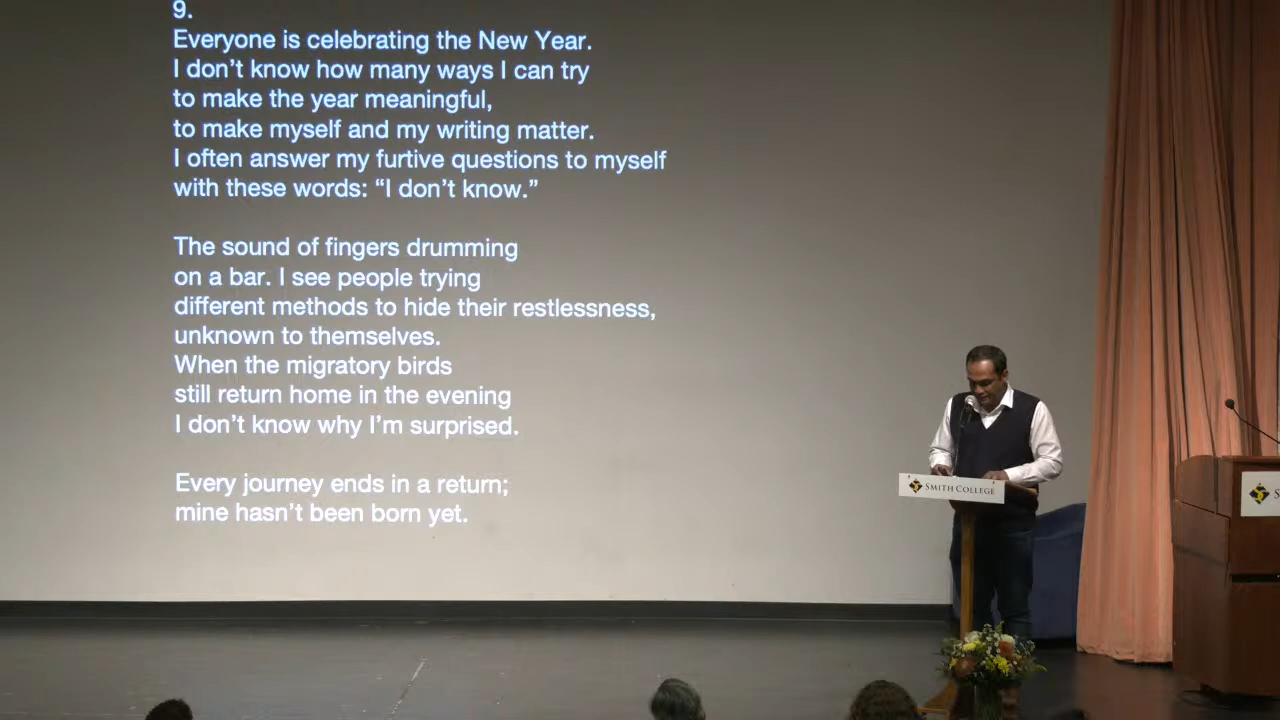 9.
Everyone is celebrating the New Year.
I don’t know how many ways I can try
to make the year meaningful,
to make myself and my writing matter.
I often answer my furtive questions to myself
with these words: “I don’t know.”
The sound of fingers drumming
on a bar. I see people trying
different methods to hide their restlessness,
unknown to themselves.
When the migratory birds
still return home in the evening
I don’t know why I’m surprised.
Every journey ends in a return;
mine hasn’t been born yet.
SMITH COLLEGE
S